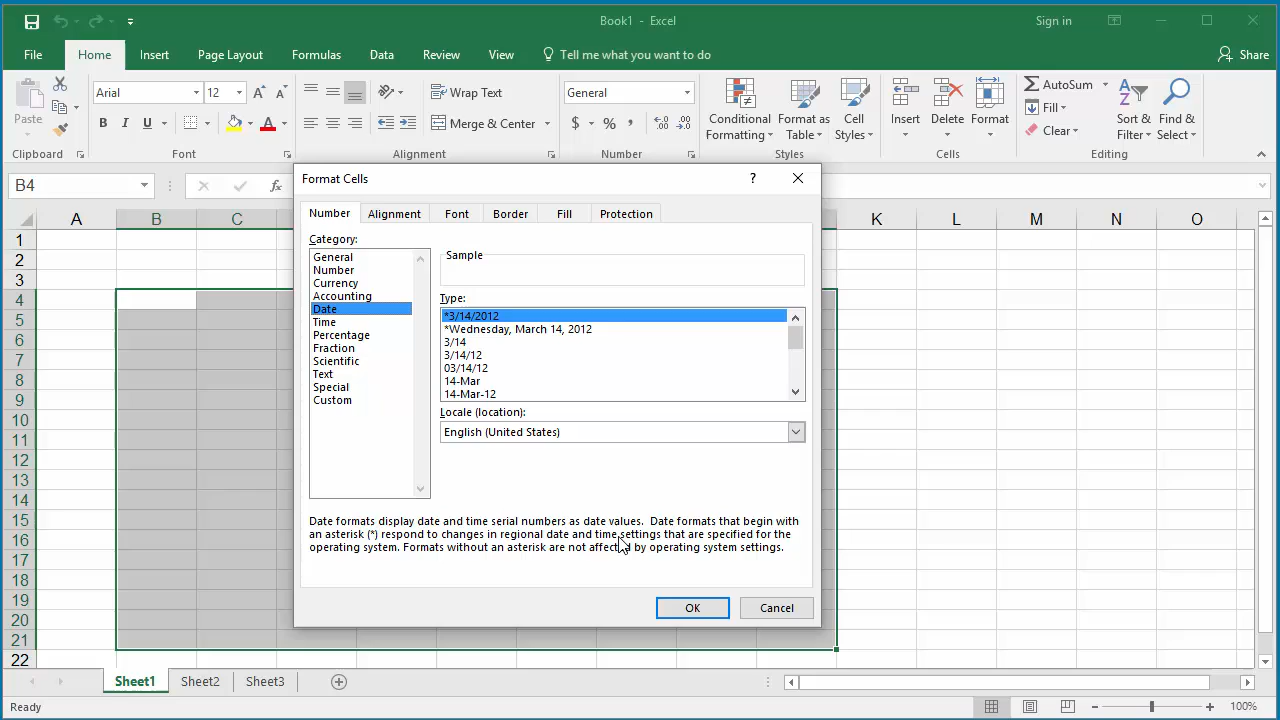 Book1 - Excel
Sign in
File Home Insert Page Layout Formulas Data Review View Tell me what you want to do Share
Paste
Clipboard
Arial 12
B I U A
Font
Wrap Text
Merge & Center
Alignment
General
$ % ,
Number
Conditional Formatting
Format as Table
Cell Styles
Styles
Insert Delete Format
Cells
AutoSum
Fill
Clear
Sort & Filter
Find & Select
Editing
B4 fx
A B C K L M N O
1
2
3
4
5
6
7
8
9
10
11
12
13
14
15
16
17
18
19
20
21
22
Format Cells ?
Number Alignment Font Border Fill Protection
Category:
General
Number
Currency
Accounting
Date
Time
Percentage
Fraction
Scientific
Text
Special
Custom
Sample
Type:
*3/14/2012
*Wednesday, March 14, 2012
3/14
3/14/12
03/14/12
14-Mar
14-Mar-12
Locale (location):
English (United States)
Date formats display date and time serial numbers as date values. Date formats that begin with
an asterisk (*) respond to changes in regional date and time settings that are specified for the
operating system. Formats without an asterisk are not affected by operating system settings.
OK Cancel
Sheet1 Sheet2 Sheet3
Ready 100%